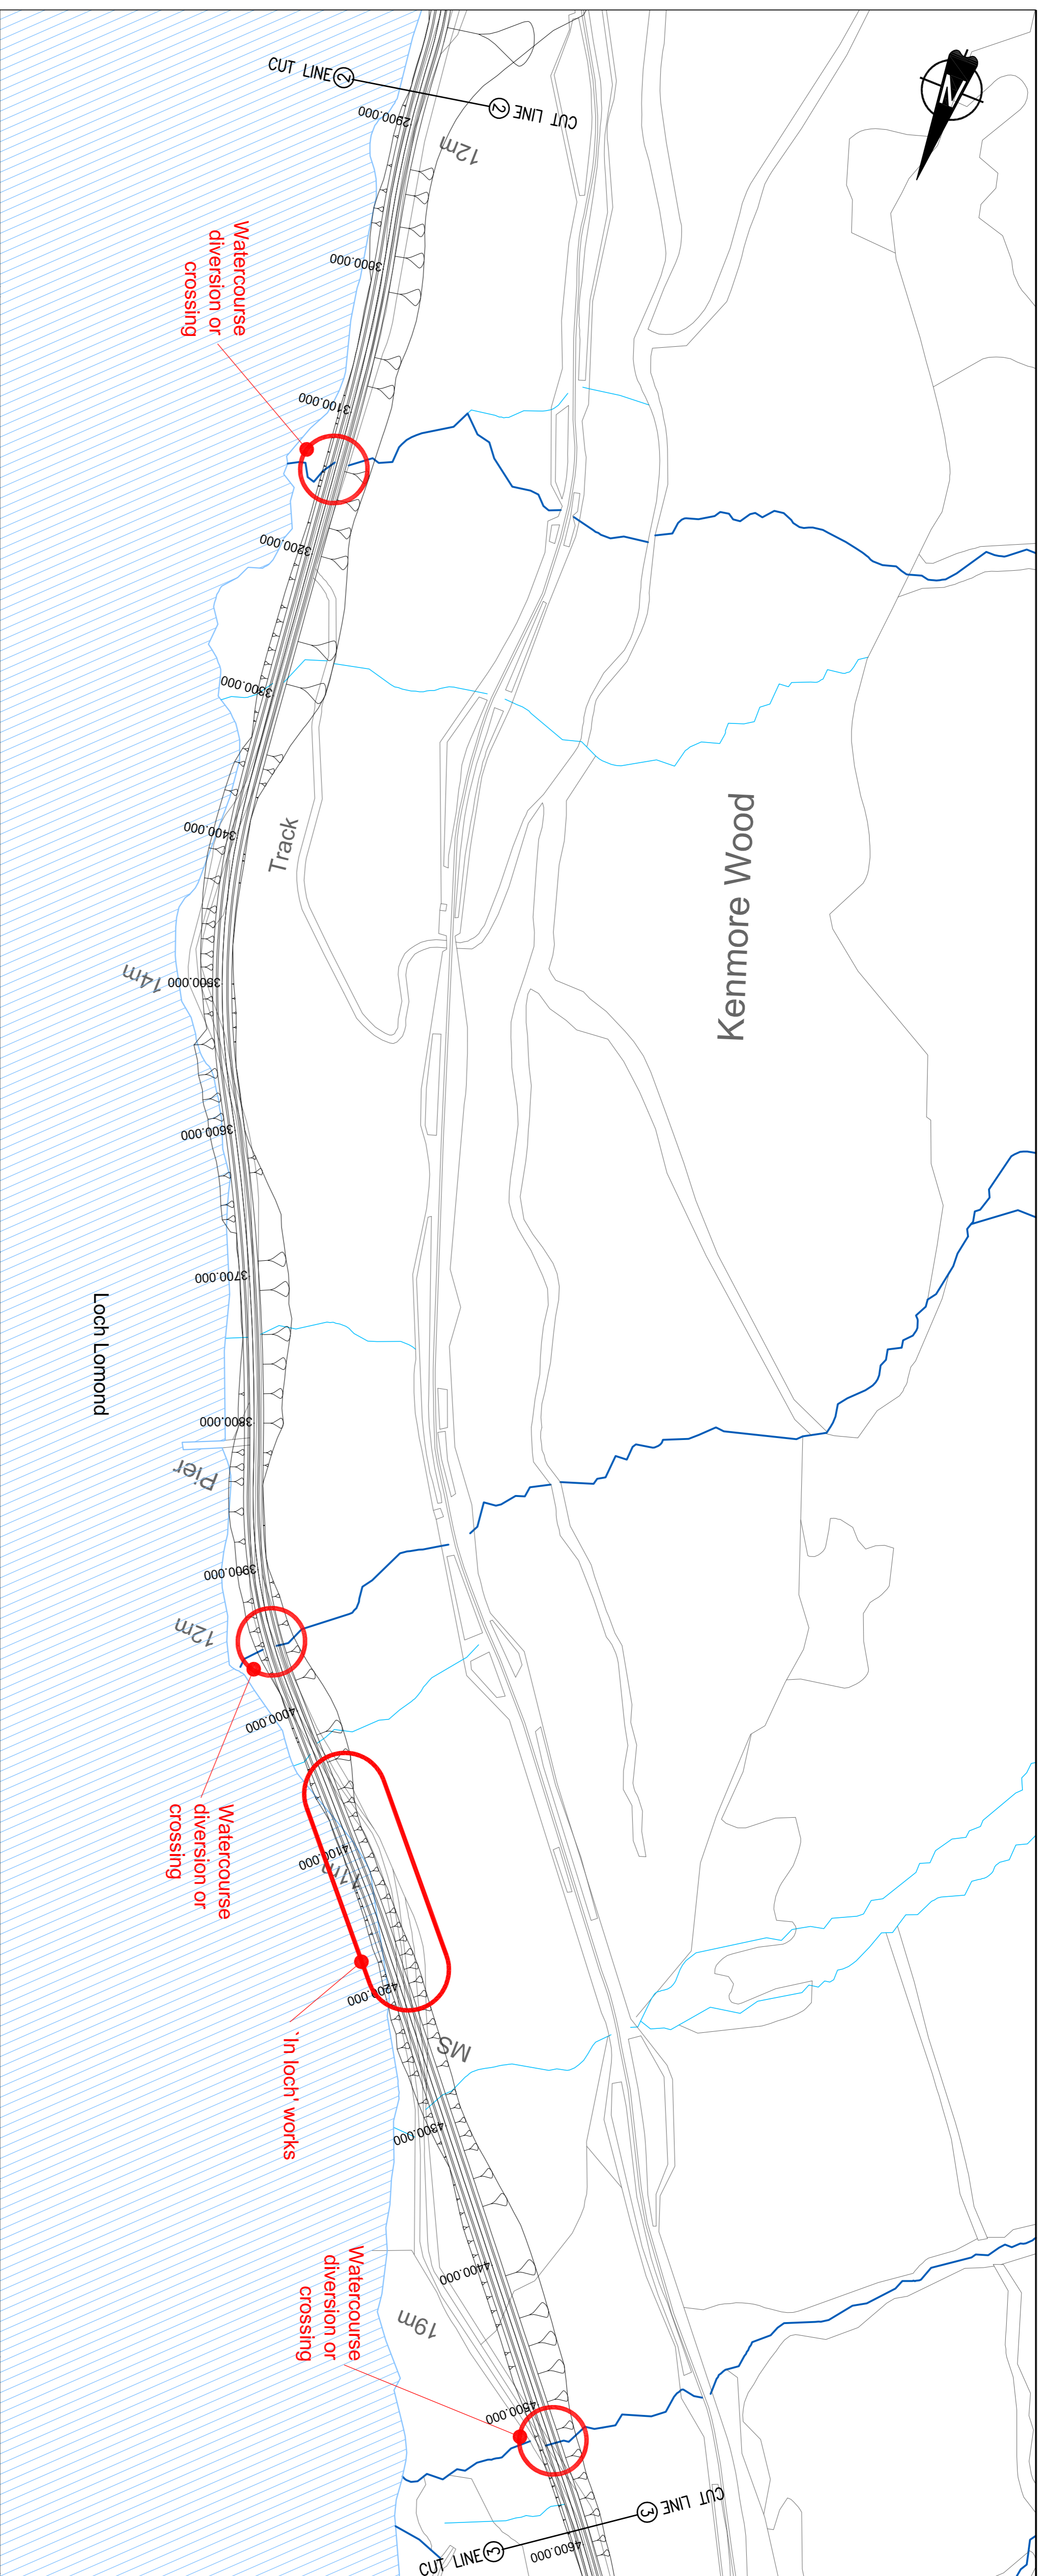 CUT LINE 2
2 CUT LINE
N
2900.000
12m
3000.000
Watercourse
diversion or
crossing
3100.000
3200.000
3300.000
3400.000
Track
Kenmore Wood
14m
3500.000
3600.000
3700.000
Loch Lomond
3800.000
Pier
3900.000
12m
4000.000
Watercourse
diversion or
crossing
4100.000
11m
4200.000
'In loch' works
MS
4300.000
Watercourse
diversion or
crossing
4400.000
19m
4500.000
3 CUT LINE
CUT LINE 3
4600.000